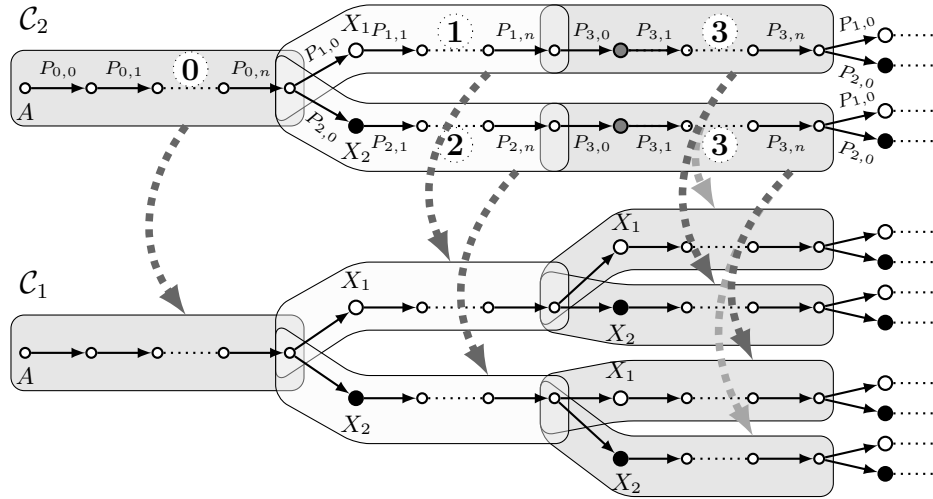 𝒞₂
X₁ P₁,₁ 1 P₁,ₙ P₃,₀ P₃,₁ 3 P₃,ₙ P₁,₀
P₀,₀ P₀,₁ 0 P₀,ₙ P₁,₀
P₂,₀
A P₂,₀ P₁,₀
X₂ P₂,₁ 2 P₂,ₙ P₃,₀ P₃,₁ 3 P₃,ₙ P₂,₀
X₁
𝒞₁ X₁
X₂
A X₁
X₂
X₂